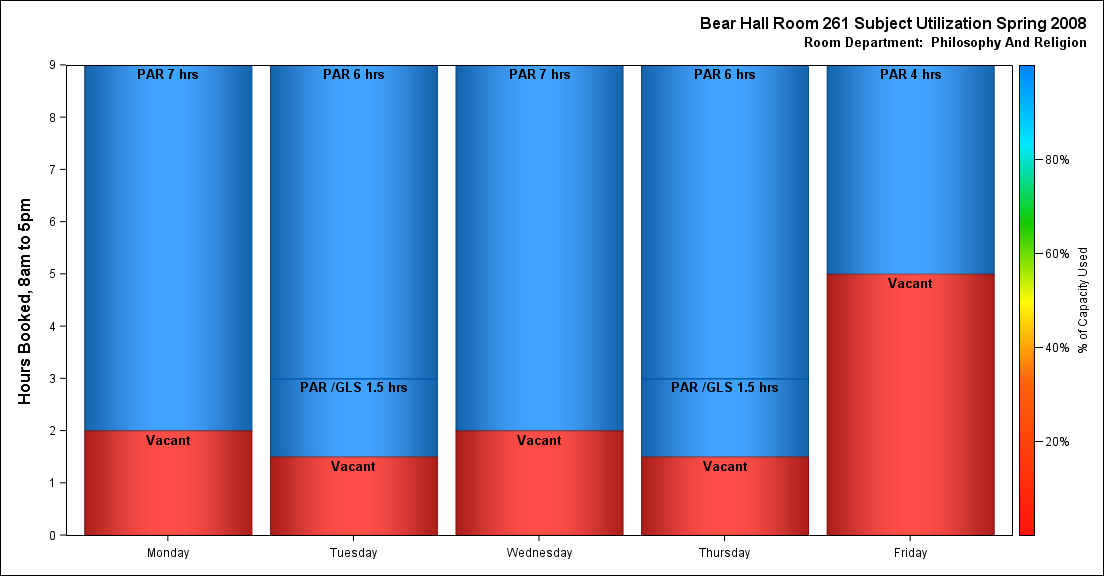 Bear Hall Room 261 Subject Utilization Spring 2008
Room Department:  Philosophy And Religion
Hours Booked, 8am to 5pm
9
8
7
6
5
4
3
2
1
0
PAR 7 hrs
Vacant
PAR 6 hrs
PAR /GLS 1.5 hrs
Vacant
PAR 7 hrs
Vacant
PAR 6 hrs
PAR /GLS 1.5 hrs
Vacant
PAR 4 hrs
Vacant
Monday
Tuesday
Wednesday
Thursday
Friday
80%
60%
40%
20%
% of Capacity Used